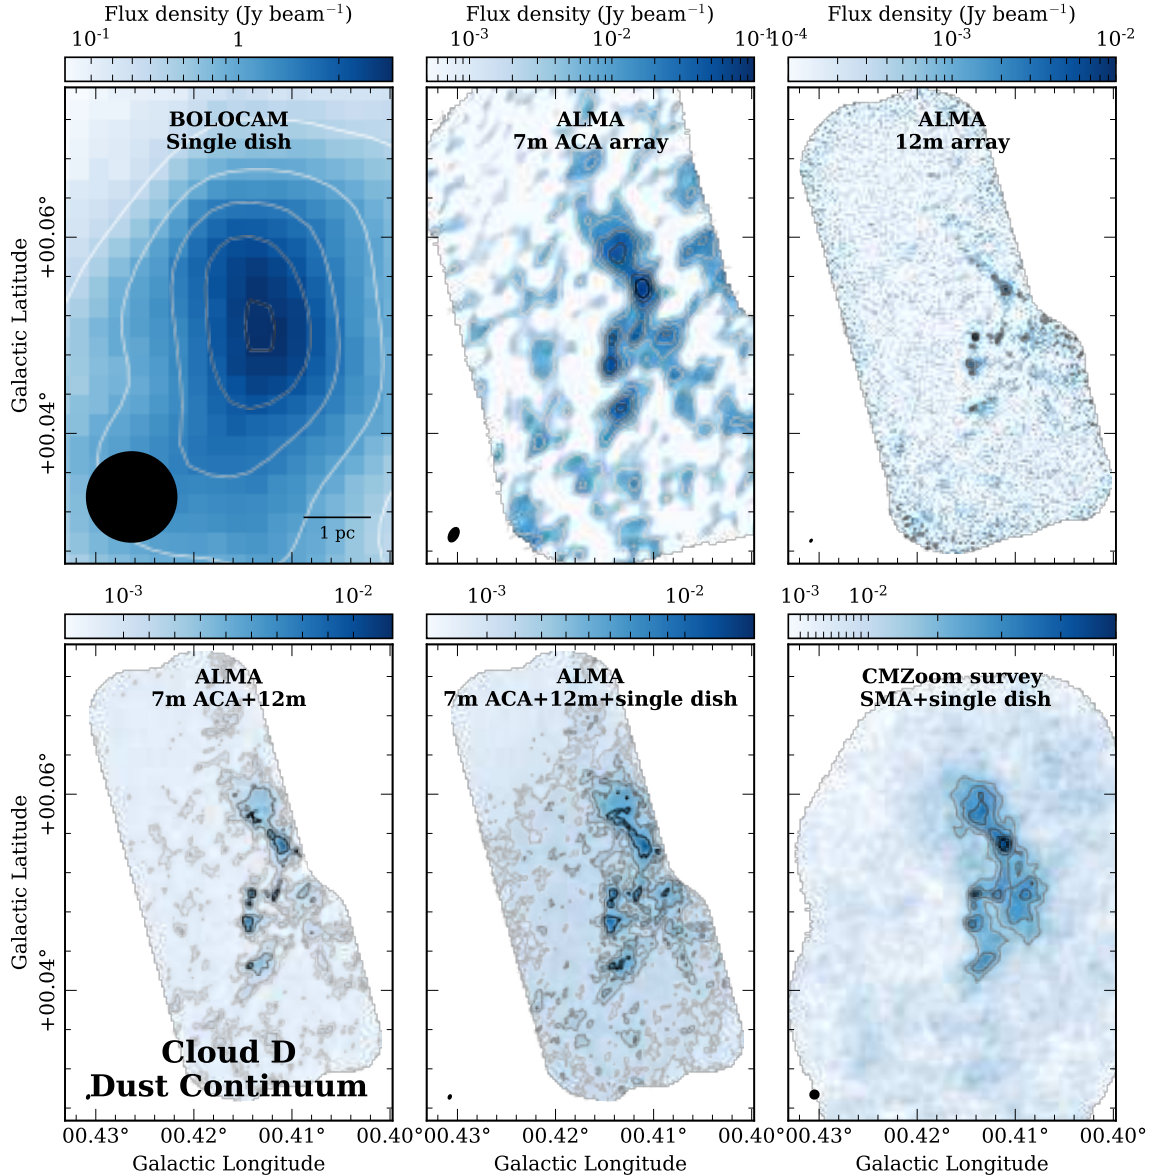 Flux density (Jy beam⁻¹) Flux density (Jy beam⁻¹) Flux density (Jy beam⁻¹)
10⁻¹ 1 10⁻³ 10⁻² 10⁻¹ 10⁻⁴ 10⁻³ 10⁻²
BOLOCAM
Single dish
ALMA
7m ACA array
ALMA
12m array
Galactic Latitude
+00.06°
+00.04°
1 pc
10⁻³ 10⁻² 10⁻³ 10⁻² 10⁻³ 10⁻²
ALMA
7m ACA+12m
ALMA
7m ACA+12m+single dish
CMZoom survey
SMA+single dish
Galactic Latitude
+00.06°
+00.04°
Cloud D
Dust Continuum
00.43° 00.42° 00.41° 00.40° 00.43° 00.42° 00.41° 00.40° 00.43° 00.42° 00.41° 00.40°
Galactic Longitude Galactic Longitude Galactic Longitude